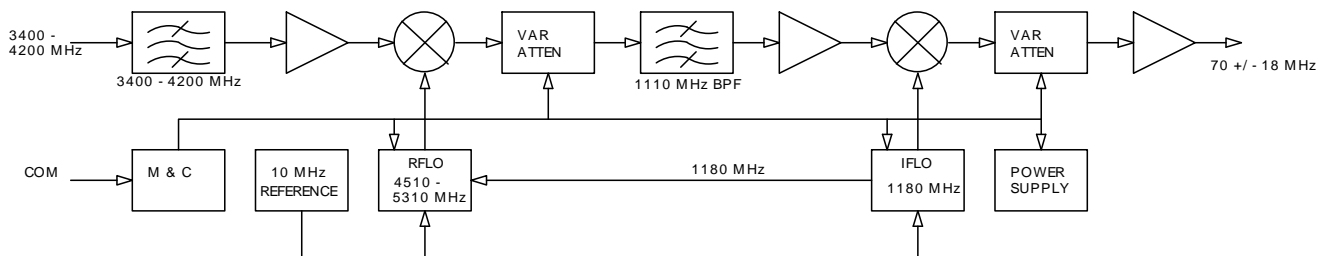 3400 -
4200 MHz
3400 - 4200 MHz
VAR
ATTEN
1110 MHz BPF
VAR
ATTEN
70 +/- 18 MHz
COM
M & C
10 MHz
REFERENCE
RFLO
4510 -
5310 MHz
1180 MHz
IFLO
1180 MHz
POWER
SUPPLY